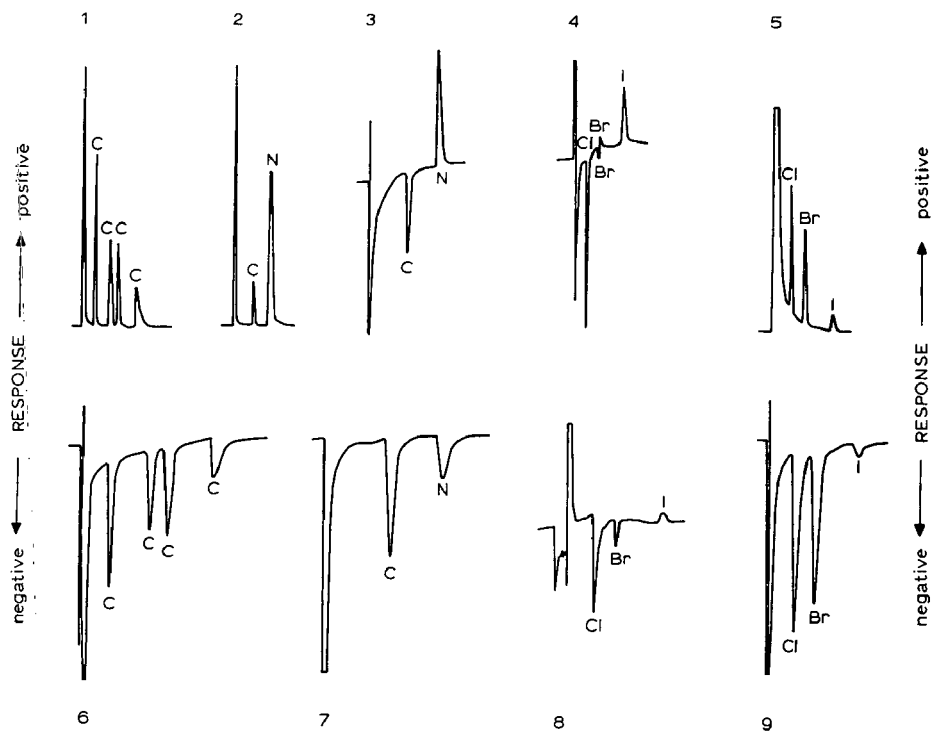 1
2
3
4
5
C
C C
C
C
N
C
N
Cl
Br
Br
I
Cl
Br
I
negative RESPONSE positive
negative RESPONSE positive
C
C
C
C
C
N
Cl
Br
I
Cl
Br
I
6
7
8
9